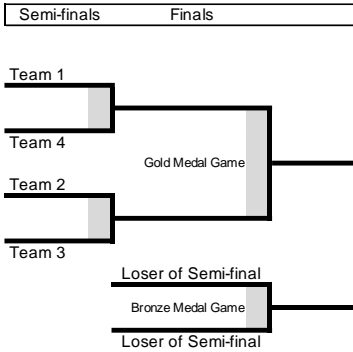 Semi-finals Finals
Team 1
Team 4
Gold Medal Game
Team 2
Team 3
Loser of Semi-final
Bronze Medal Game
Loser of Semi-final